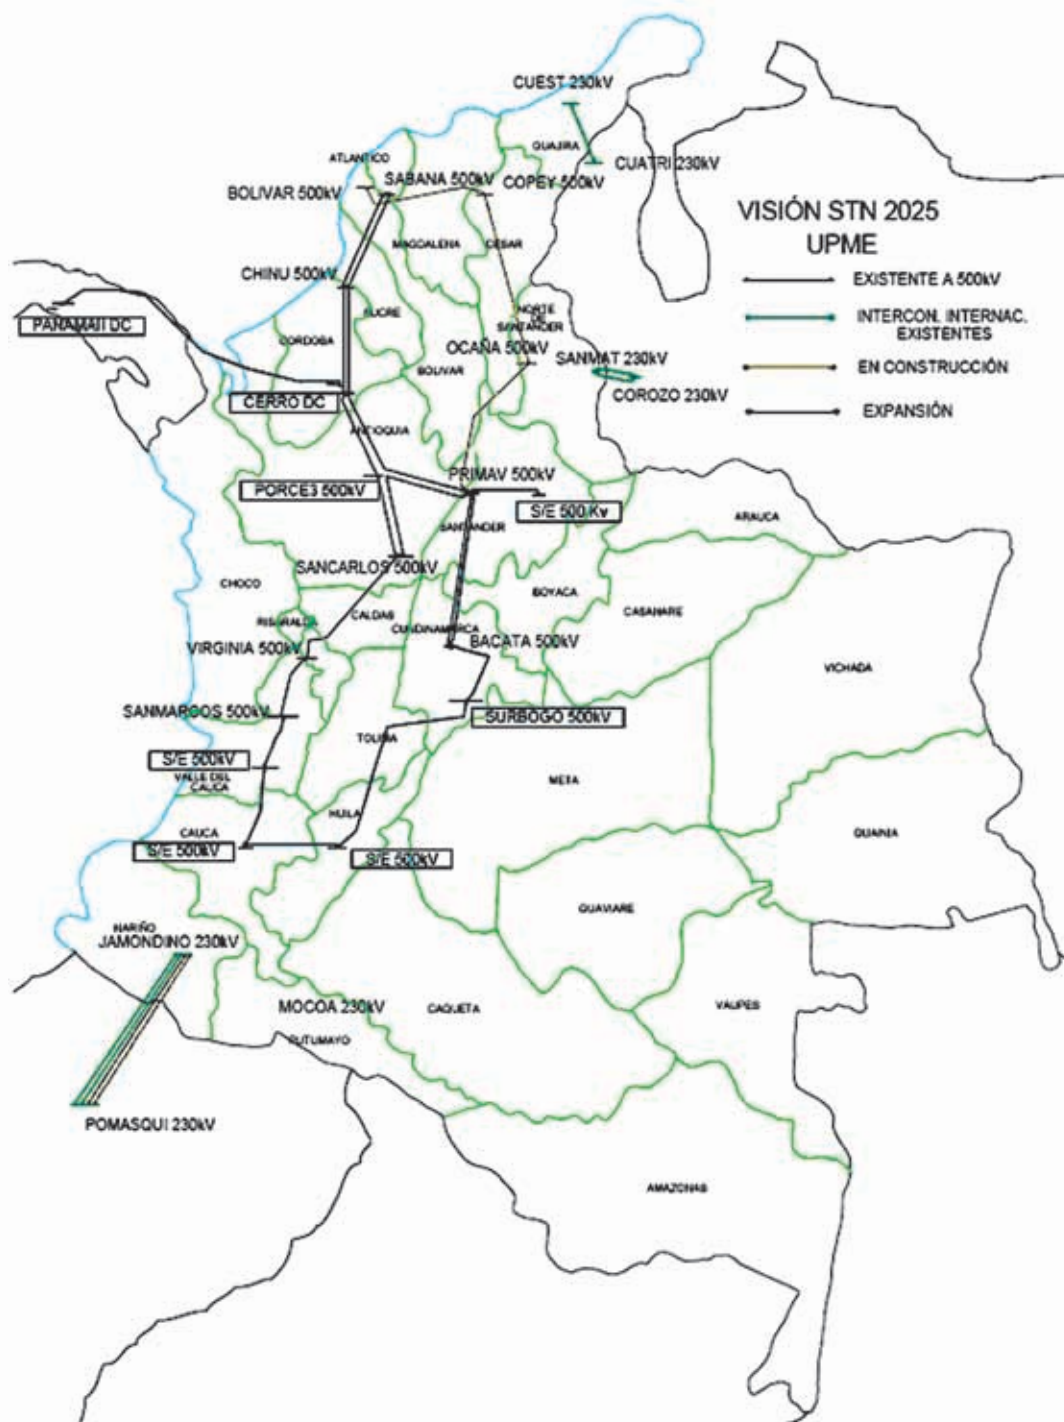 CUEST 230kV
GUAJIRA
ATLANTICO
CUATRI 230kV
BOLIVAR 500kV
SABANA 500kV
COPEY 500kV
VISIÓN STN 2025
UPME
MAGDALENA
CESAR
CHINU 500kV
EXISTENTE A 500kV
PANAMAII DC
SUCRE
NORTE
DE
SANTANDER
INTERCON. INTERNAC.
EXISTENTES
CORDOBA
OCAÑA 500kV
SANMAT 230kV
BOLIVAR
EN CONSTRUCCIÓN
COROZO 230kV
CERRO DC
EXPANSIÓN
ANTIOQUIA
PRIMAV 500kV
PORCE3 500kV
S/E 500 Kv
SANTANDER
ARAUCA
SANCARLOS 500kV
CHOCO
BOYACA
CASANARE
RISARALDA
CALDAS
CUNDINAMARCA
VIRGINIA 500kV
BACATA 500kV
VICHADA
SANMARCOS 500kV
SURBOGO 500kV
TOLIMA
S/E 500kV
VALLE DEL
CAUCA
META
HUILA
CAUCA
GUAINIA
S/E 500kV
S/E 500kV
GUAVIARE
NARIÑO
JAMONDINO 230kV
MOCOA 230kV
CAQUETA
VAUPES
PUTUMAYO
POMASQUI 230kV
AMAZONAS